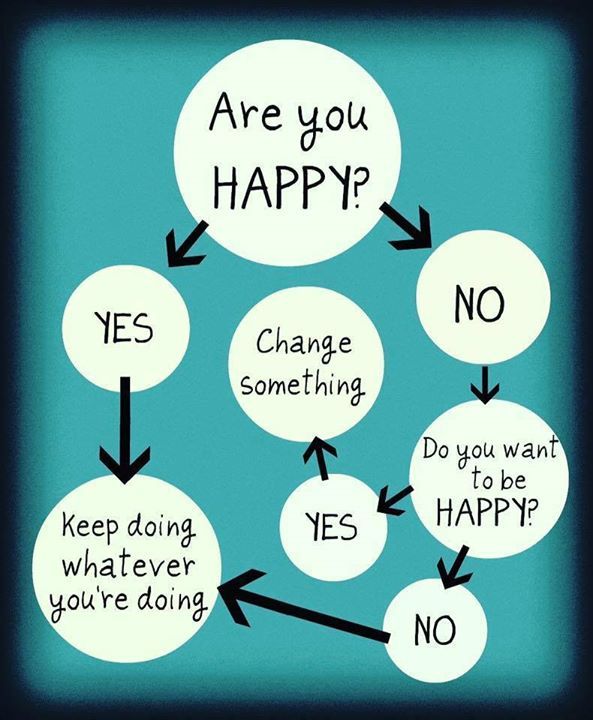 Are you
HAPPY?
YES
NO
Change
something
Do you want
to be
HAPPY?
YES
Keep doing
whatever
you're doing
NO